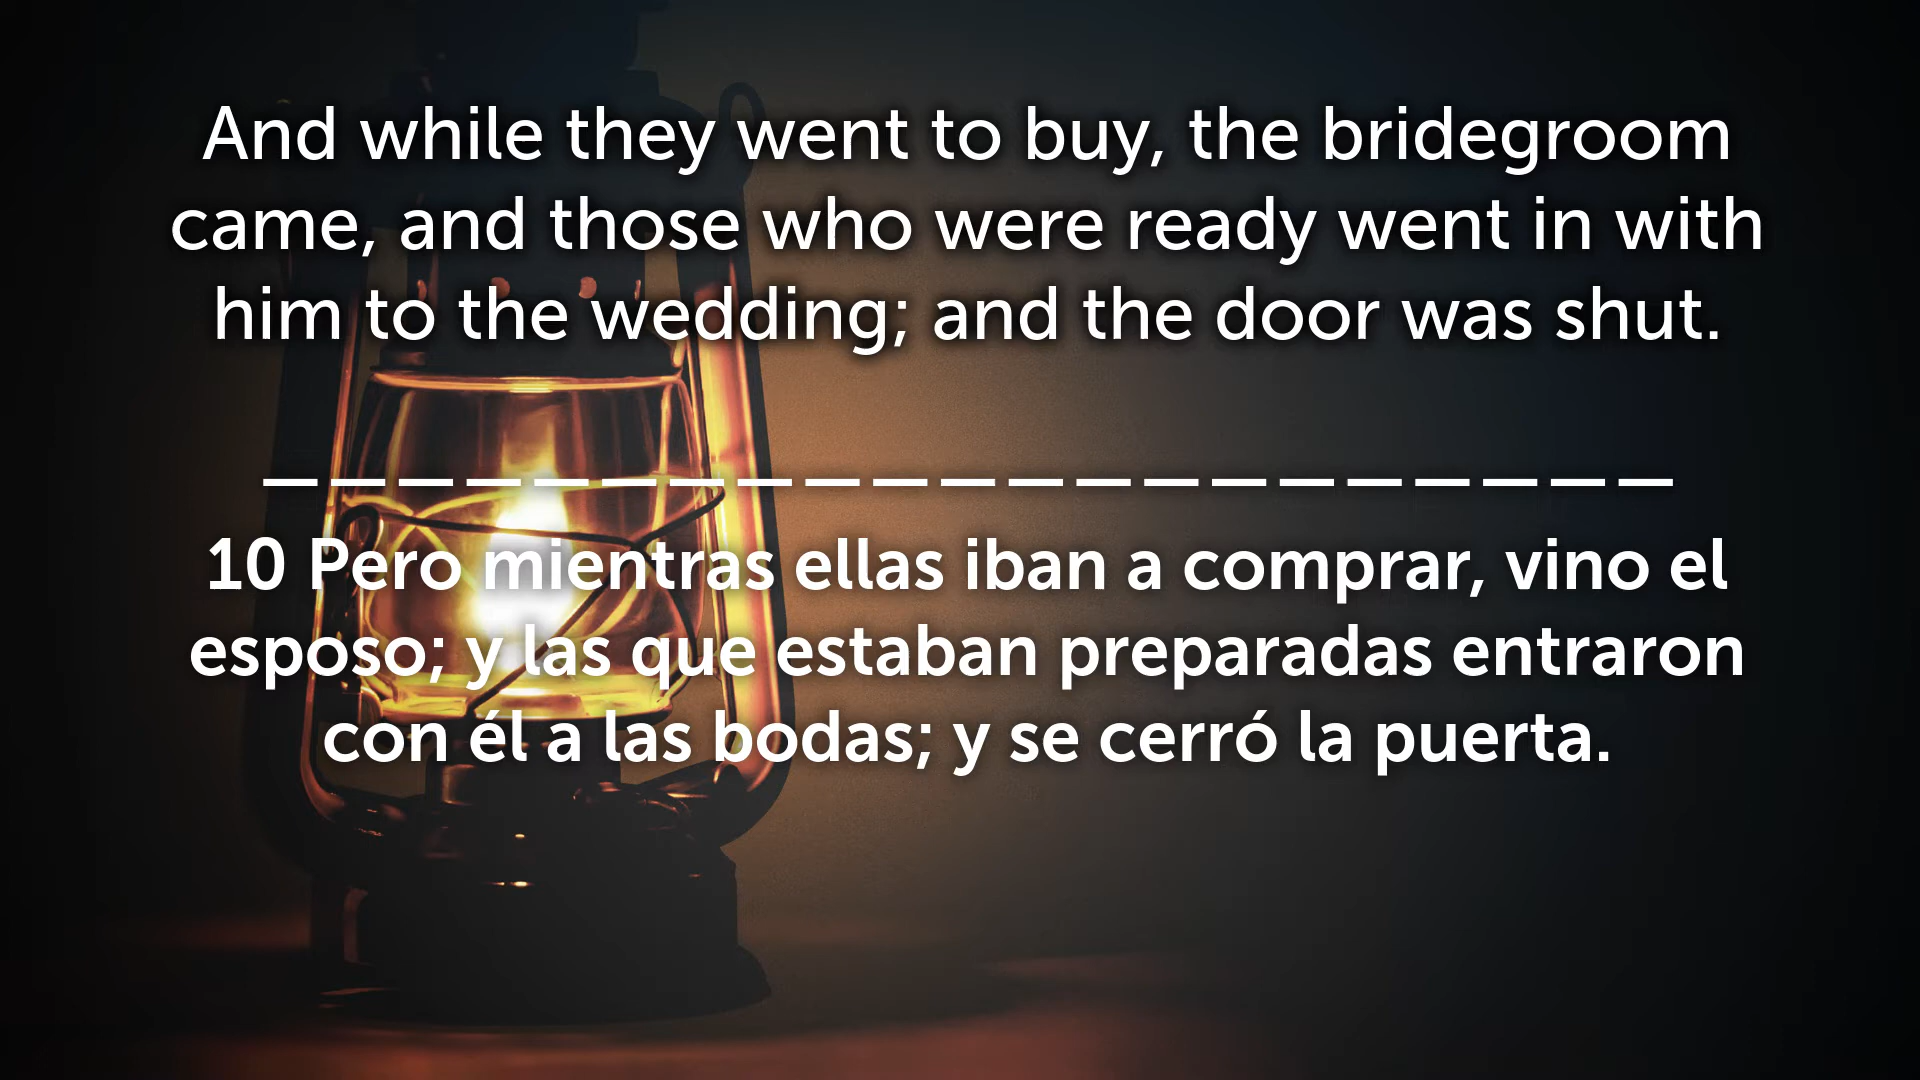 And while they went to buy, the bridegroom
came, and those who were ready went in with
him to the wedding; and the door was shut.
_____________________
10 Pero mientras ellas iban a comprar, vino el
esposo; y las que estaban preparadas entraron
con él a las bodas; y se cerró la puerta.